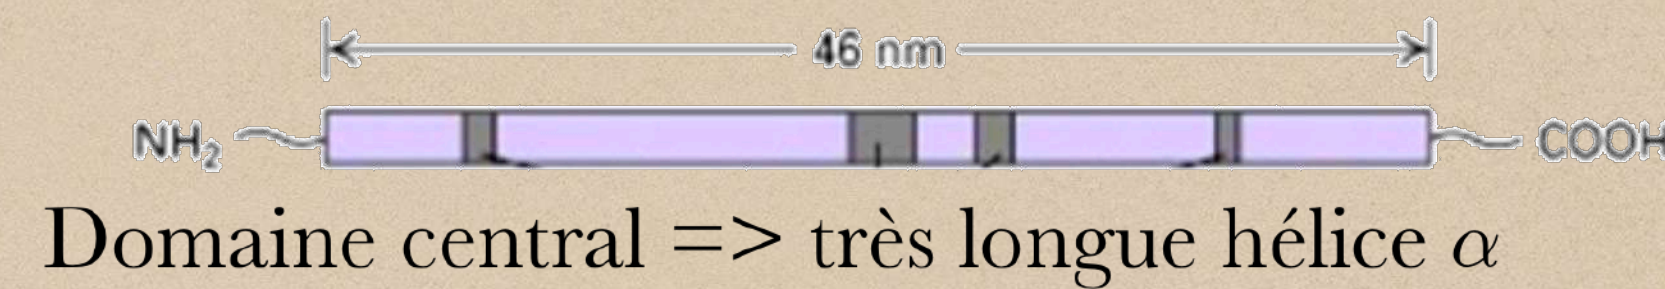 46 nm
NH₂ COOH
Domaine central => très longue hélice α